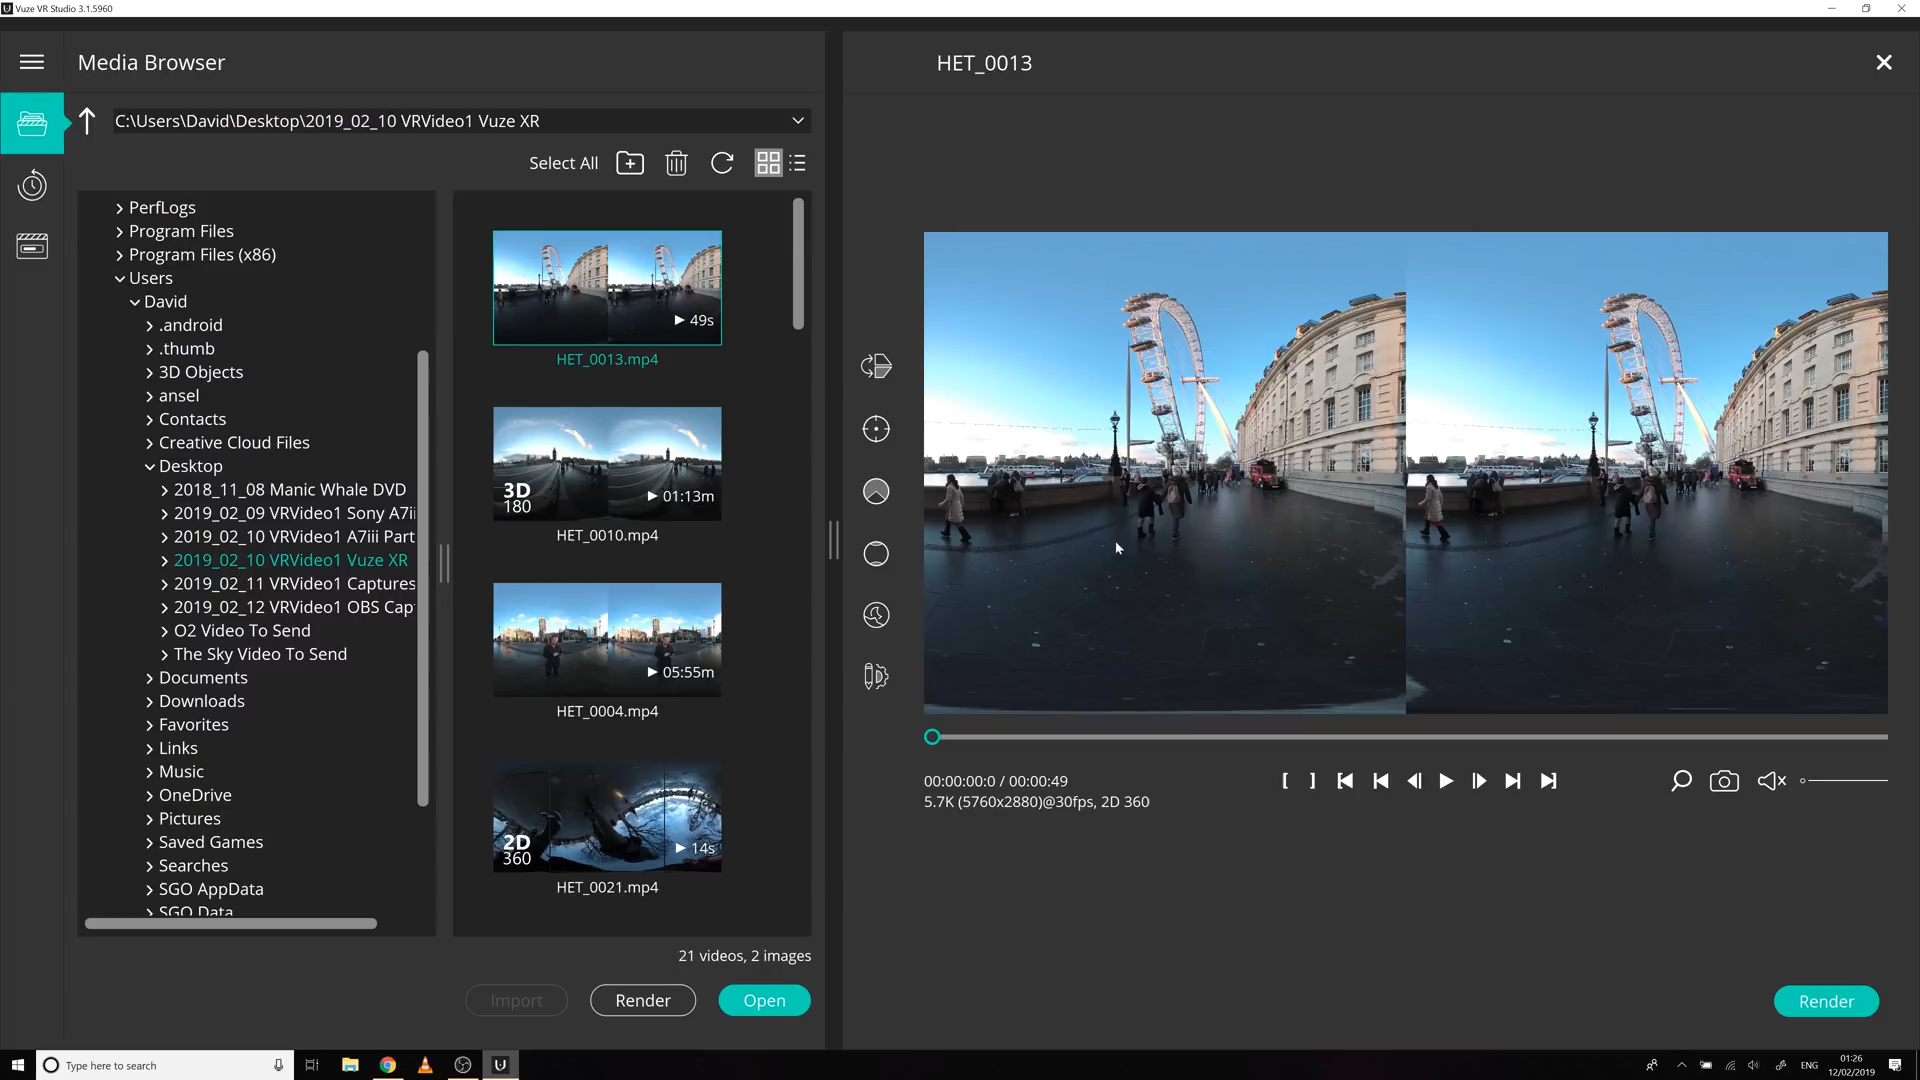 Vuze VR Studio 3.1.5960
Media Browser
HET_0013
C:\Users\David\Desktop\2019_02_10 VRVideo1 Vuze XR
Select All
PerfLogs
Program Files
Program Files (x86)
Users
David
.android
.thumb
3D Objects
ansel
Contacts
Creative Cloud Files
Desktop
2018_11_08 Manic Whale DVD
2019_02_09 VRVideo1 Sony A7ii
2019_02_10 VRVideo1 A7iii Part
2019_02_10 VRVideo1 Vuze XR
2019_02_11 VRVideo1 Captures
2019_02_12 VRVideo1 OBS Cap
O2 Video To Send
The Sky Video To Send
Documents
Downloads
Favorites
Links
Music
OneDrive
Pictures
Saved Games
Searches
SGO AppData
SGO Data
49s
HET_0013.mp4
3D
180
01:13m
HET_0010.mp4
05:55m
HET_0004.mp4
2D
360
14s
HET_0021.mp4
21 videos, 2 images
Import
Render
Open
00:00:00:0 / 00:00:49
5.7K (5760x2880)@30fps, 2D 360
Render
Type here to search
ENG
01:26
12/02/2019